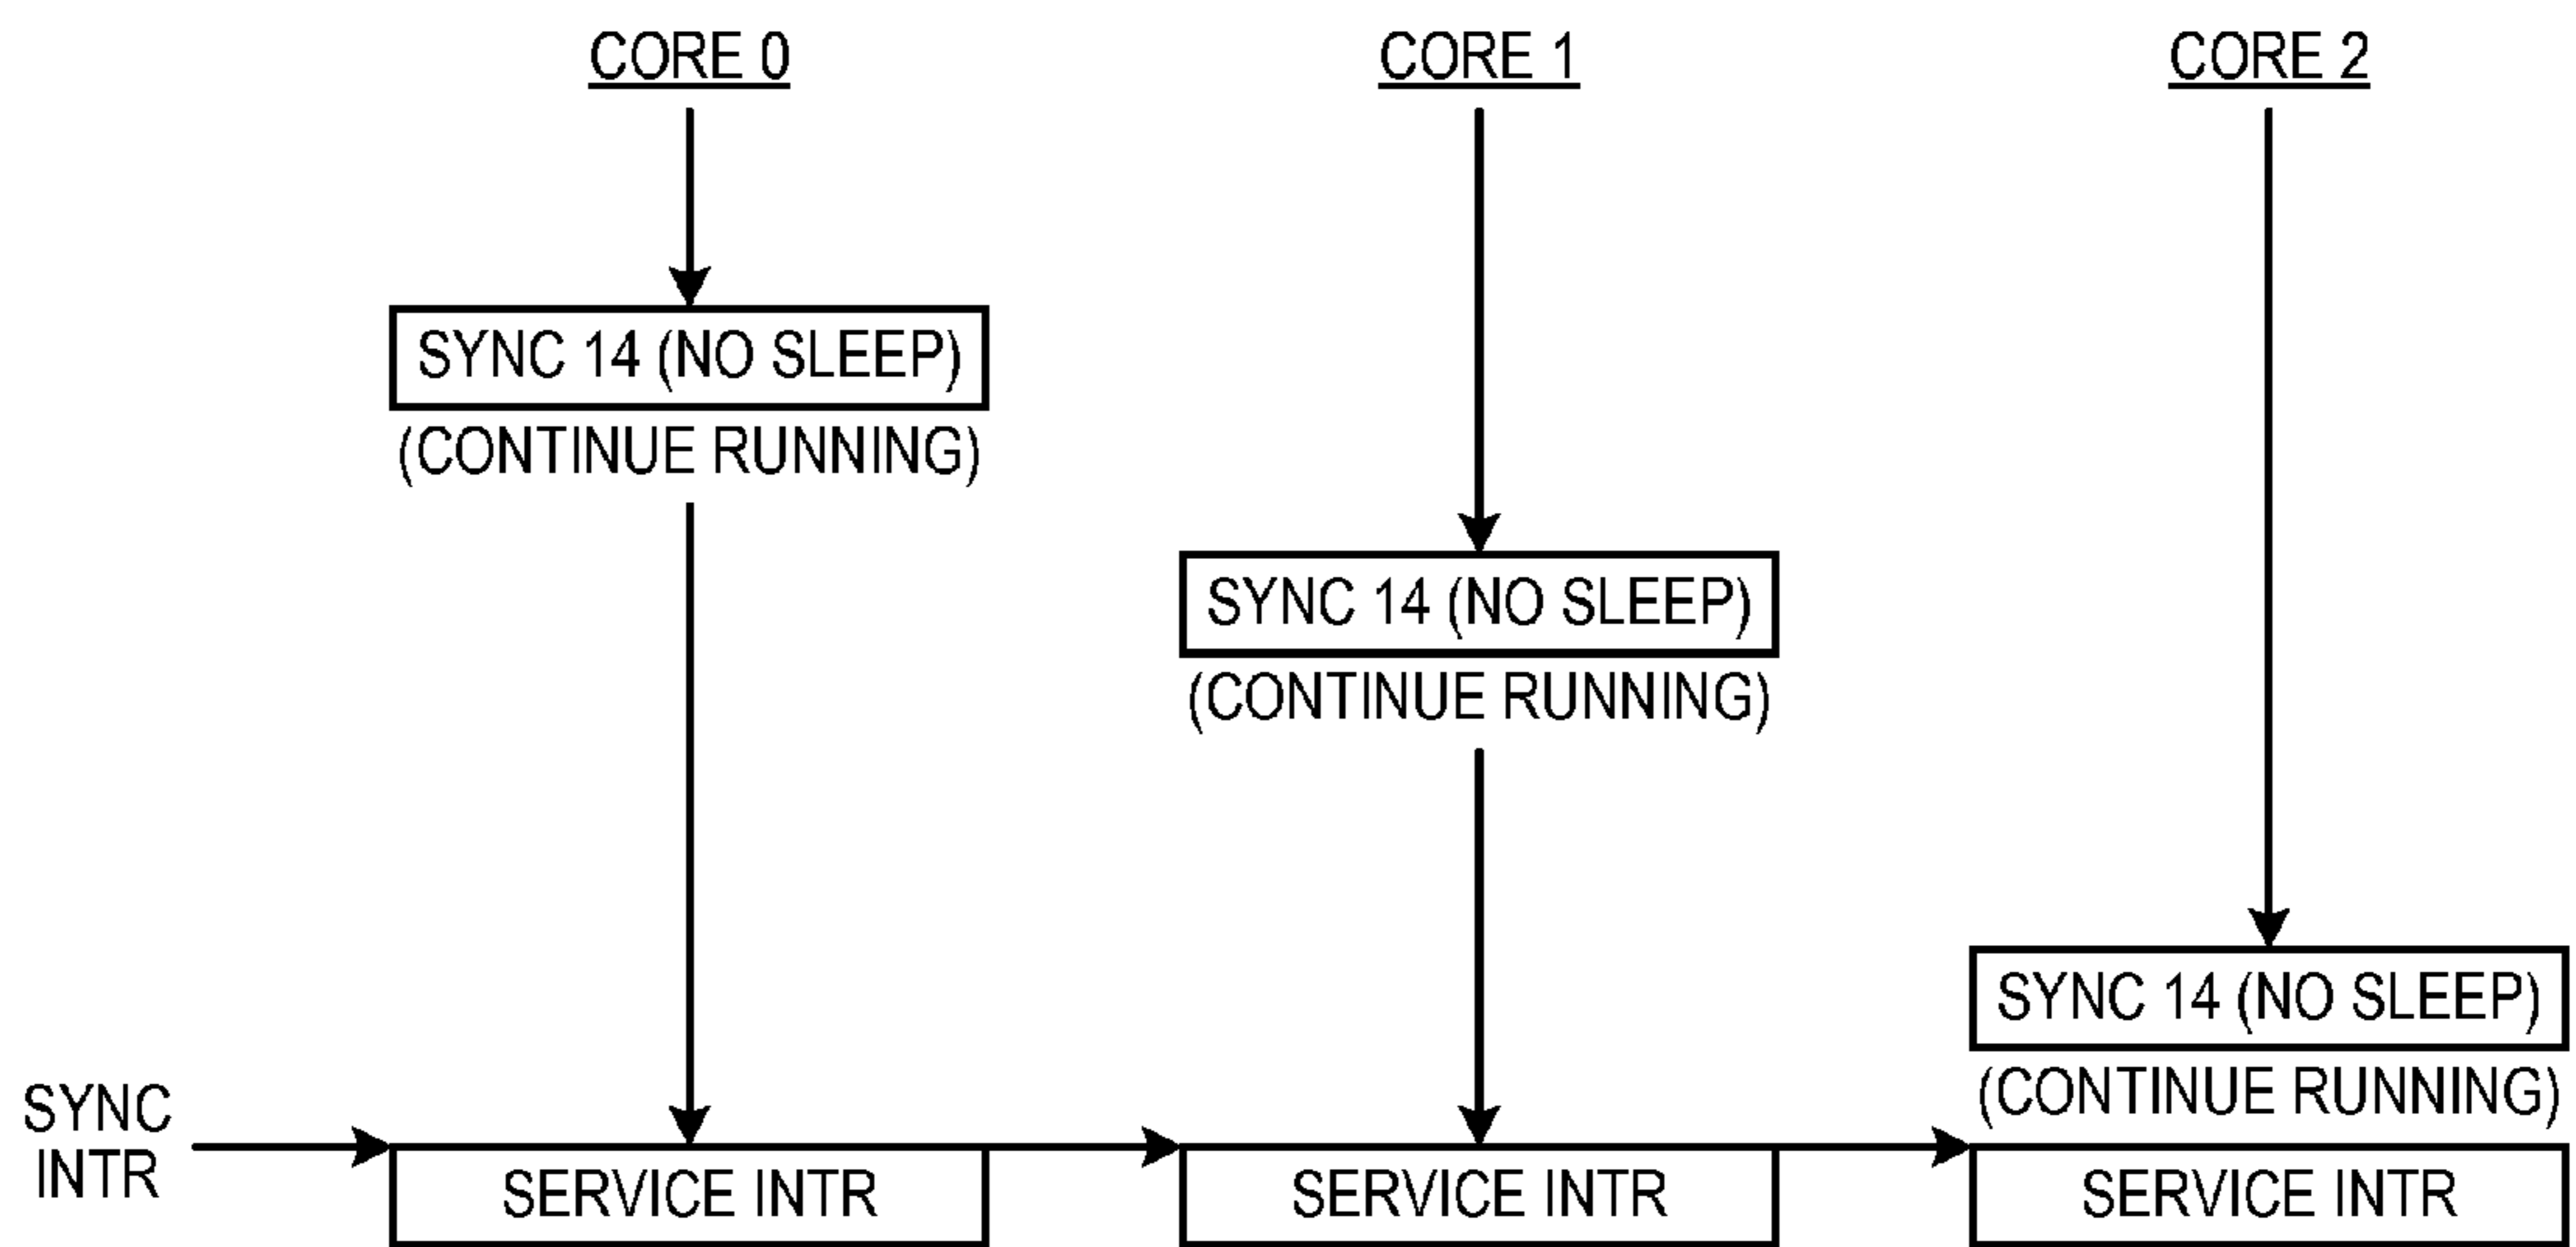 CORE 0
CORE 1
CORE 2
SYNC 14 (NO SLEEP)
(CONTINUE RUNNING)
SYNC 14 (NO SLEEP)
(CONTINUE RUNNING)
SYNC 14 (NO SLEEP)
(CONTINUE RUNNING)
SYNC
INTR
SERVICE INTR
SERVICE INTR
SERVICE INTR